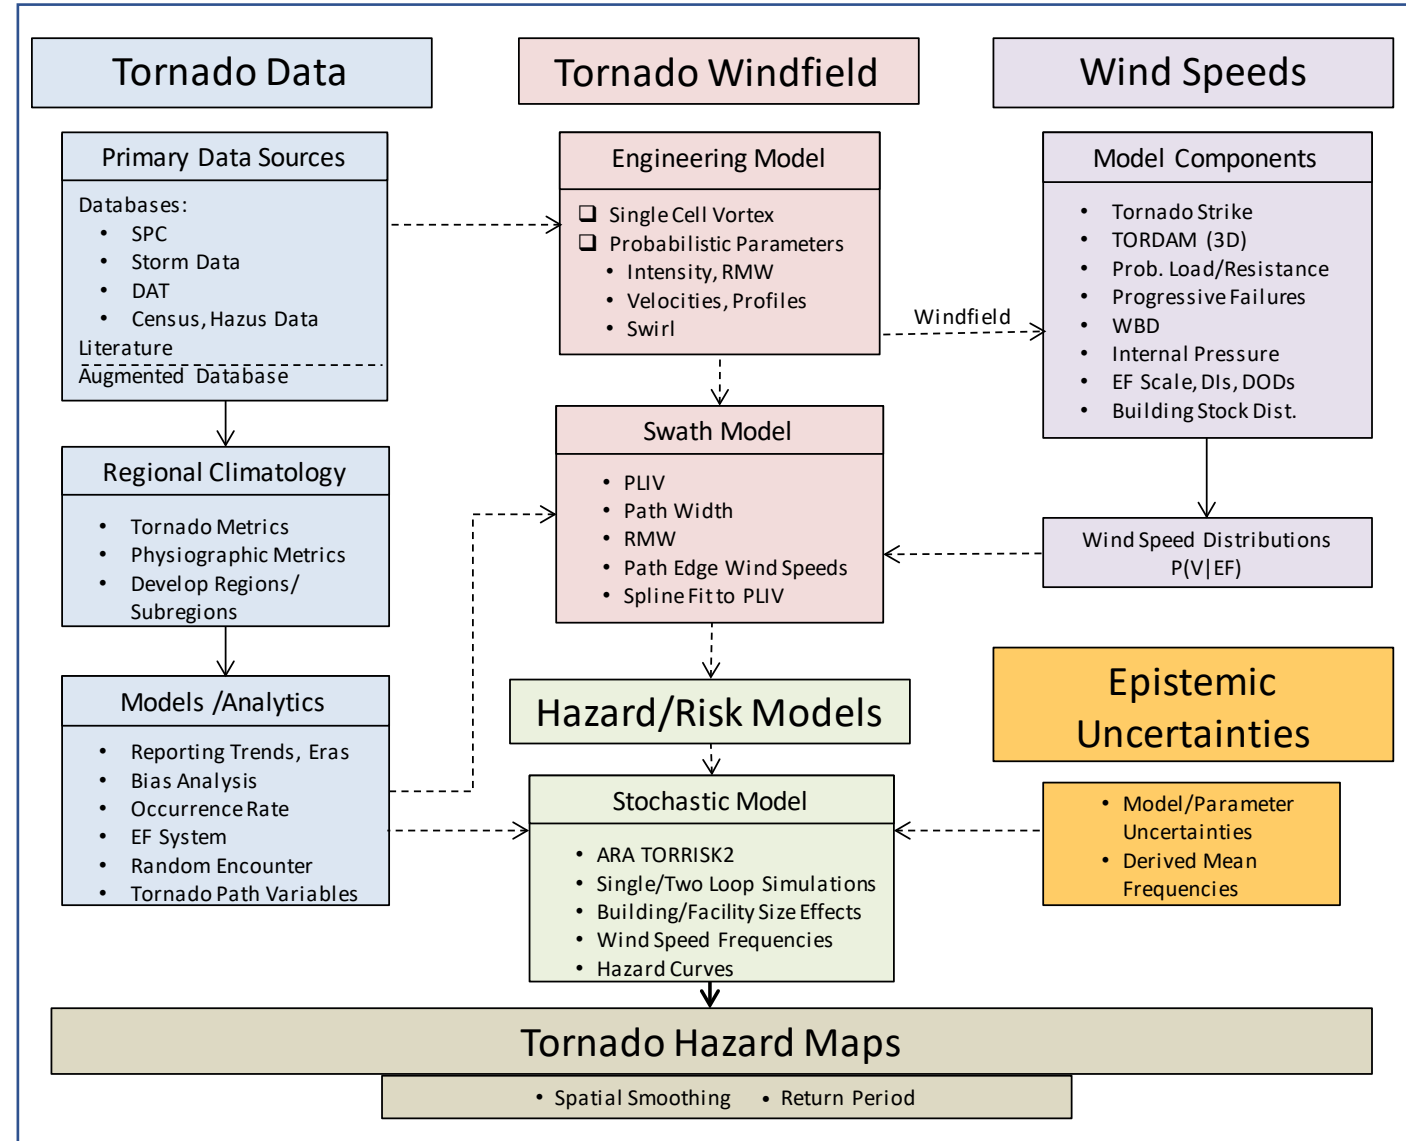 Tornado Data
Primary Data Sources
Databases:
• SPC
• Storm Data
• DAT
• Census, Hazus Data
Literature
Augmented Database
Regional Climatology
• Tornado Metrics
• Physiographic Metrics
• Develop Regions/
Subregions
Models /Analytics
• Reporting Trends, Eras
• Bias Analysis
• Occurrence Rate
• EF System
• Random Encounter
• Tornado Path Variables
Tornado Windfield
Engineering Model
❑ Single Cell Vortex
❑ Probabilistic Parameters
• Intensity, RMW
• Velocities, Profiles
• Swirl
Windfield
Swath Model
• PLIV
• Path Width
• RMW
• Path Edge Wind Speeds
• Spline Fit to PLIV
Hazard/Risk Models
Stochastic Model
• ARA TORRISK2
• Single/Two Loop Simulations
• Building/Facility Size Effects
• Wind Speed Frequencies
• Hazard Curves
Wind Speeds
Model Components
• Tornado Strike
• TORDAM (3D)
• Prob. Load/Resistance
• Progressive Failures
• WBD
• Internal Pressure
• EF Scale, DIs, DODs
• Building Stock Dist.
Wind Speed Distributions
P(V|EF)
Epistemic
Uncertainties
• Model/Parameter
Uncertainties
• Derived Mean
Frequencies
Tornado Hazard Maps
• Spatial Smoothing • Return Period